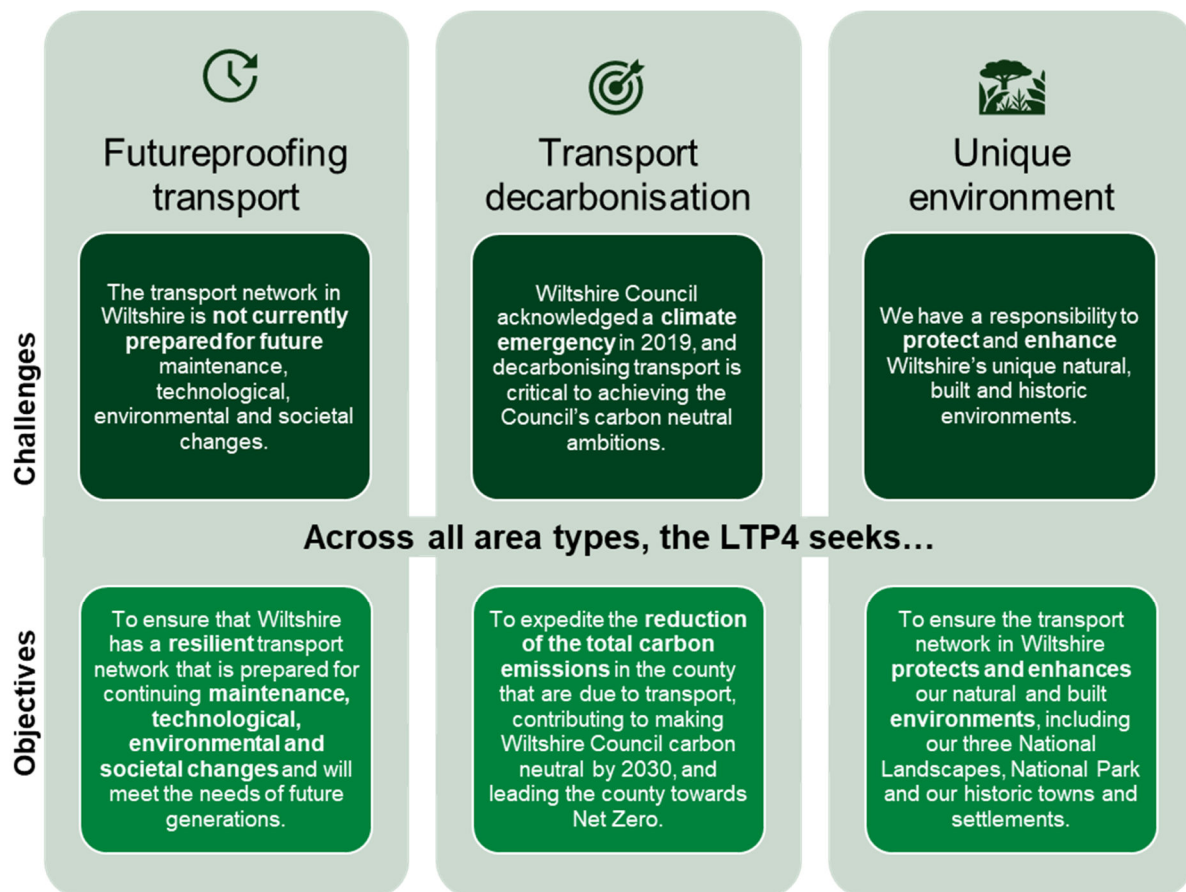 Futureproofing
transport
Transport
decarbonisation
Unique
environment
Challenges
The transport network in
Wiltshire is not currently
prepared for future
maintenance,
technological,
environmental and societal
changes.
Wiltshire Council
acknowledged a climate
emergency in 2019, and
decarbonising transport is
critical to achieving the
Council’s carbon neutral
ambitions.
We have a responsibility to
protect and enhance
Wiltshire’s unique natural,
built and historic
environments.
Across all area types, the LTP4 seeks…
Objectives
To ensure that Wiltshire
has a resilient transport
network that is prepared for
continuing maintenance,
technological,
environmental and
societal changes and will
meet the needs of future
generations.
To expedite the reduction
of the total carbon
emissions in the county
that are due to transport,
contributing to making
Wiltshire Council carbon
neutral by 2030, and
leading the county towards
Net Zero.
To ensure the transport
network in Wiltshire
protects and enhances
our natural and built
environments, including
our three National
Landscapes, National Park
and our historic towns and
settlements.